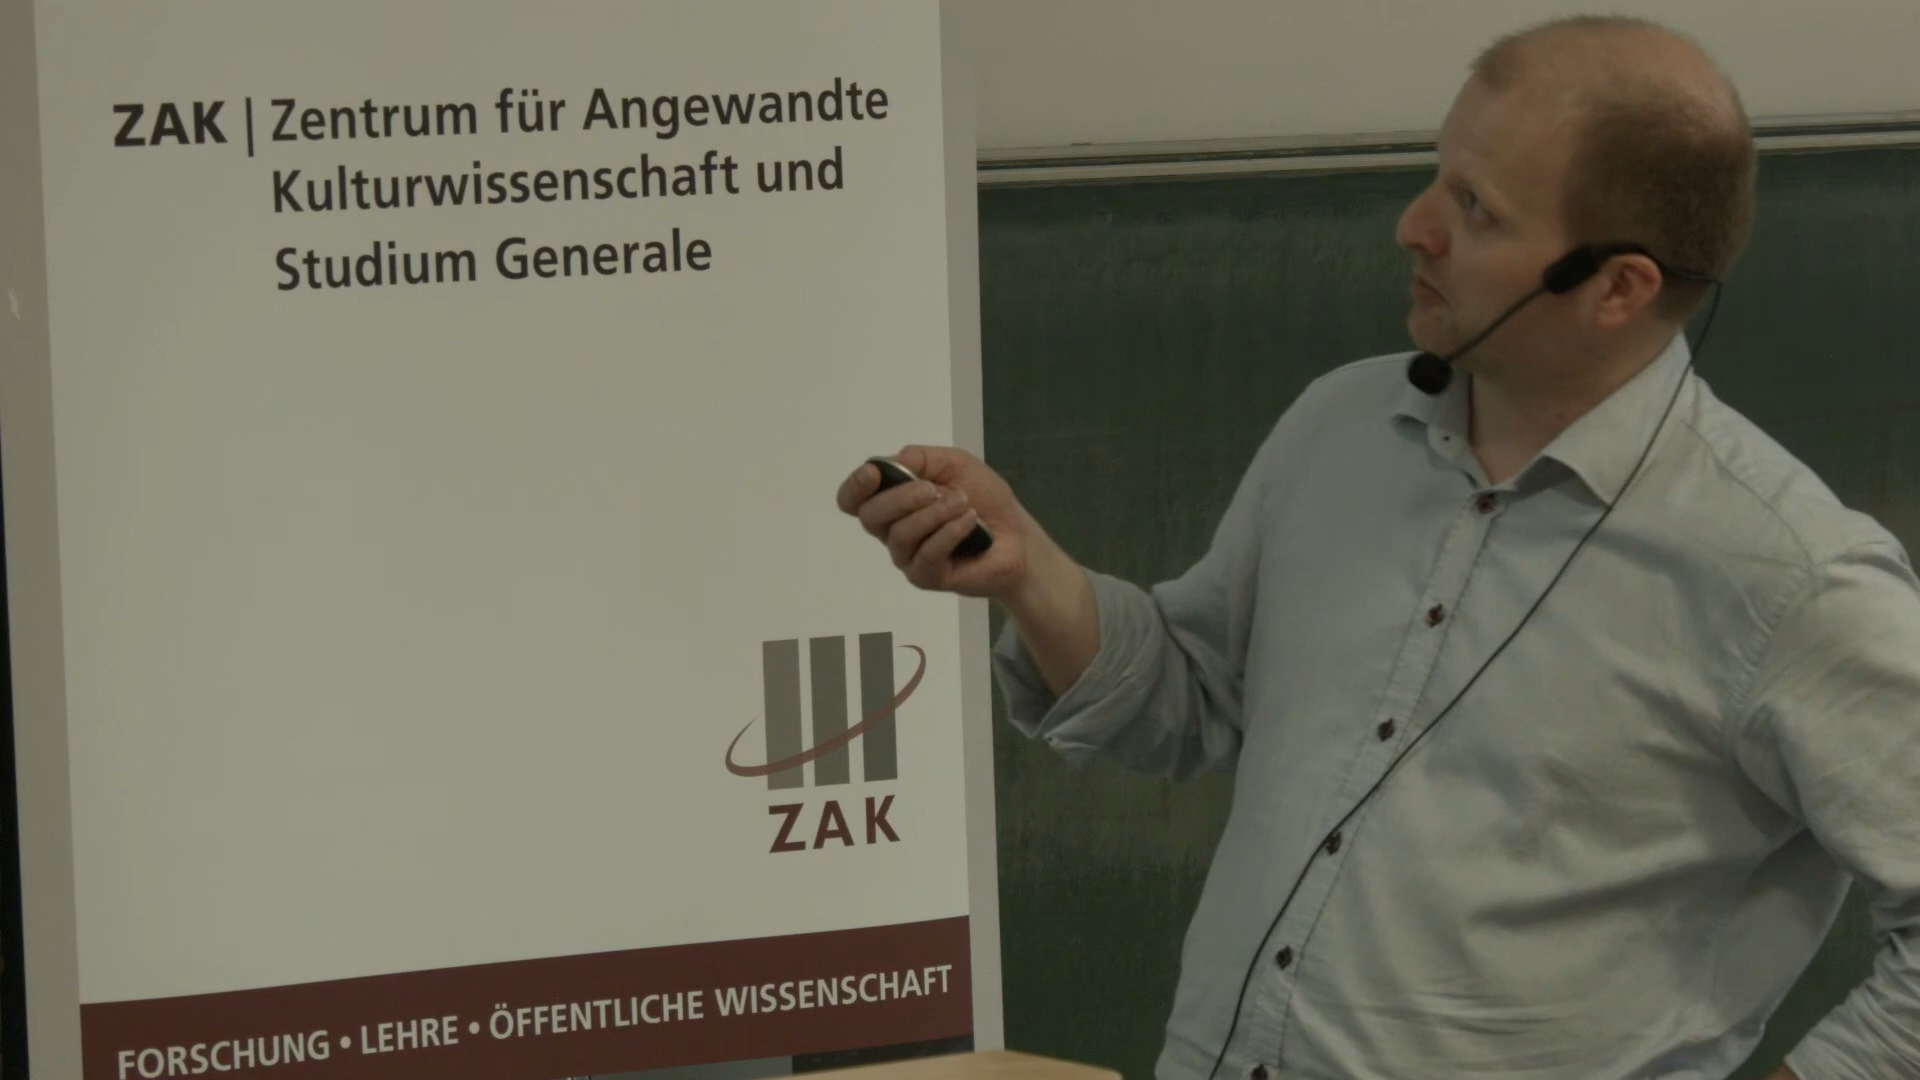 ZAK | Zentrum für Angewandte
Kulturwissenschaft und
Studium Generale
ZAK
FORSCHUNG • LEHRE • ÖFFENTLICHE WISSENSCHAFT